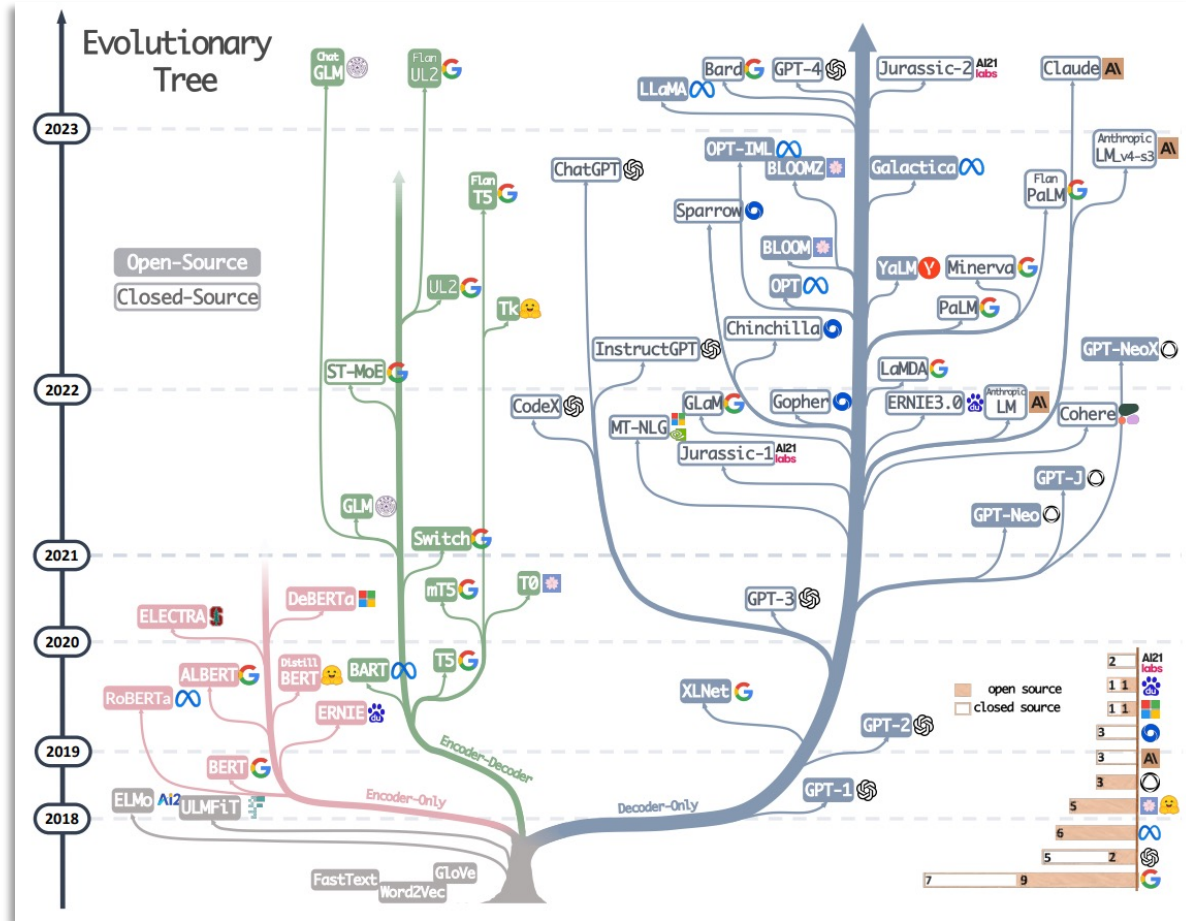 Evolutionary
Tree
Chat
GLM
Flan
UL2
Bard
GPT-4
Jurassic-2
AI21
labs
Claude
A\
LLaMA
2023
OPT-IML
Anthropic
LM_v4-s3
A\
ChatGPT
BLOOMZ
Galactica
Flan
T5
Flan
PaLM
Sparrow
Open-Source
BLOOM
YaLM
Y
Minerva
Closed-Source
UL2
OPT
Tk
PaLM
Chinchilla
InstructGPT
GPT-NeoX
ST-MoE
LaMDA
2022
CodeX
GLaM
Gopher
ERNIE3.0
du
Anthropic
LM
A\
Cohere
MT-NLG
Jurassic-1
AI21
labs
GPT-J
GLM
GPT-Neo
Switch
2021
mT5
T0
DeBERTa
GPT-3
ELECTRA
2020
BART
T5
Distill
BERT
ALBERT
2
AI21
labs
RoBERTa
XLNet
open source
1 1
du
closed source
1 1
ERNIE
du
GPT-2
3
2019
Encoder-Decoder
3
A\
BERT
3
ELMo
Ai2
ULMFiT
Encoder-Only
Decoder-Only
GPT-1
5
2018
6
GloVe
5 2
FastText
Word2Vec
7 9